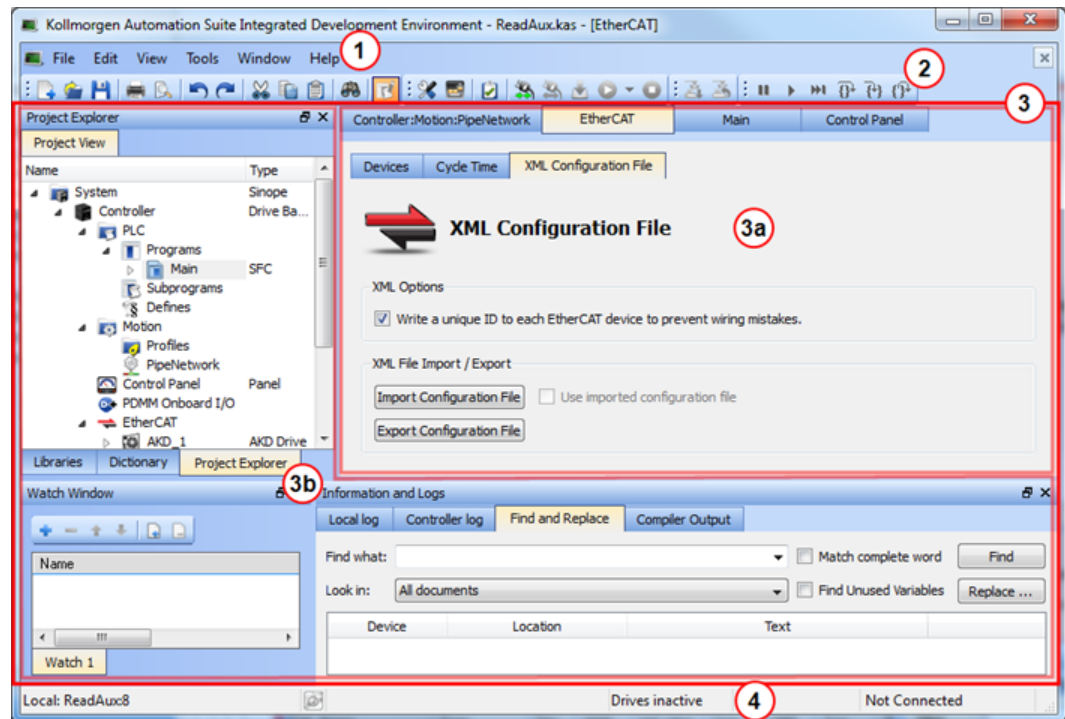 Kollmorgen Automation Suite Integrated Development Environment - ReadAux.kas - [EtherCAT]
File Edit View Tools Window Help
1
2
3
Project Explorer
Project View
Name Type
System Sinope
Controller Drive Ba...
PLC
Programs
Main SFC
Subprograms
Defines
Motion
Profiles
PipeNetwork
Control Panel Panel
PDMM Onboard I/O
EtherCAT
AKD_1 AKD Drive
Libraries Dictionary Project Explorer
Controller:Motion:PipeNetwork EtherCAT Main Control Panel
Devices Cycle Time XML Configuration File
XML Configuration File
3a
XML Options
Write a unique ID to each EtherCAT device to prevent wiring mistakes.
XML File Import / Export
Import Configuration File Use imported configuration file
Export Configuration File
3b
Watch Window
Name
Watch 1
Information and Logs
Local log Controller log Find and Replace Compiler Output
Find what: Match complete word Find
Look in: All documents Find Unused Variables Replace ...
Device Location Text
Local: ReadAux:8 Drives inactive 4 Not Connected